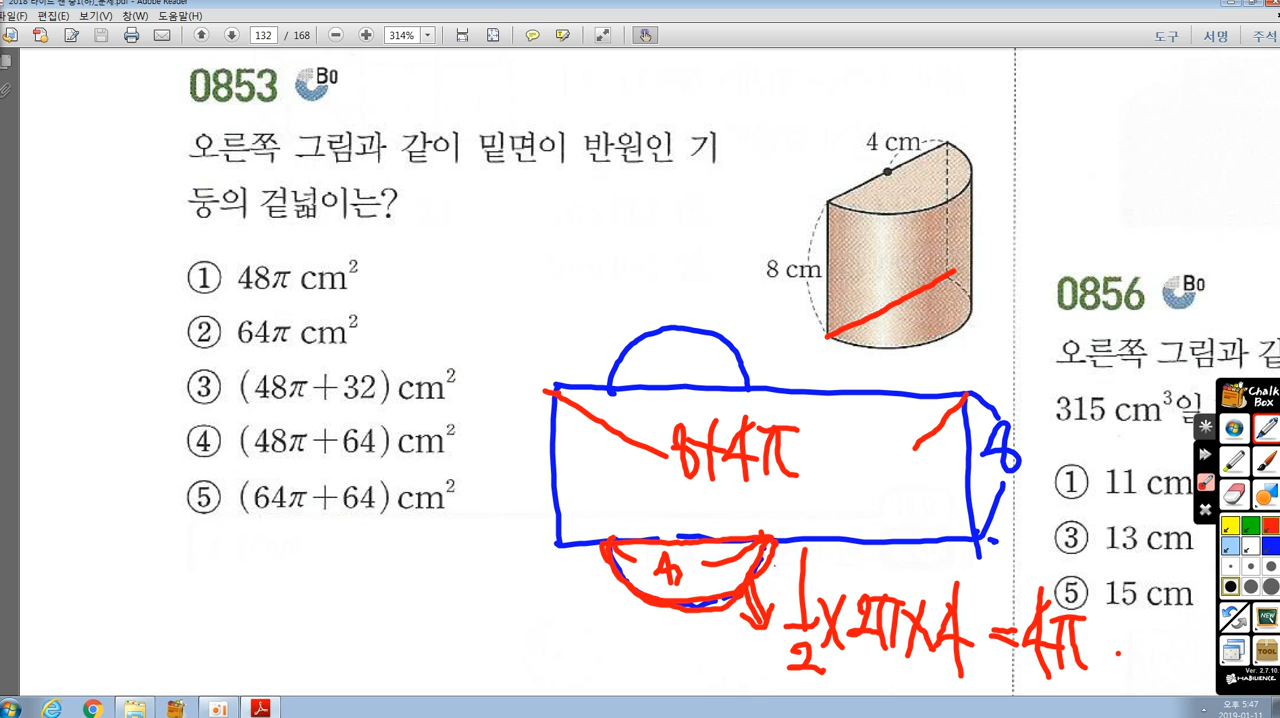 2018 라이트 쎈 중1(하)_문제.pdf - Adobe Reader
파일(F) 편집(E) 보기(V) 창(W) 도움말(H)
132 / 168 314% 도구 서명 주석
0853 B0
오른쪽 그림과 같이 밑면이 반원인 기
둥의 겉넓이는?
① 48π cm²
② 64π cm²
③ (48π+32) cm²
④ (48π+64) cm²
⑤ (64π+64) cm²
4 cm
8 cm
8+4π
8
½×2π×4=4π
0856 B0
오른쪽 그림과 같
315 cm³일
① 11 cm
③ 13 cm
⑤ 15 cm
Chalk
Box
NEW
TOOL
Ver. 2.7.10
오후 5:47
2019-01-11